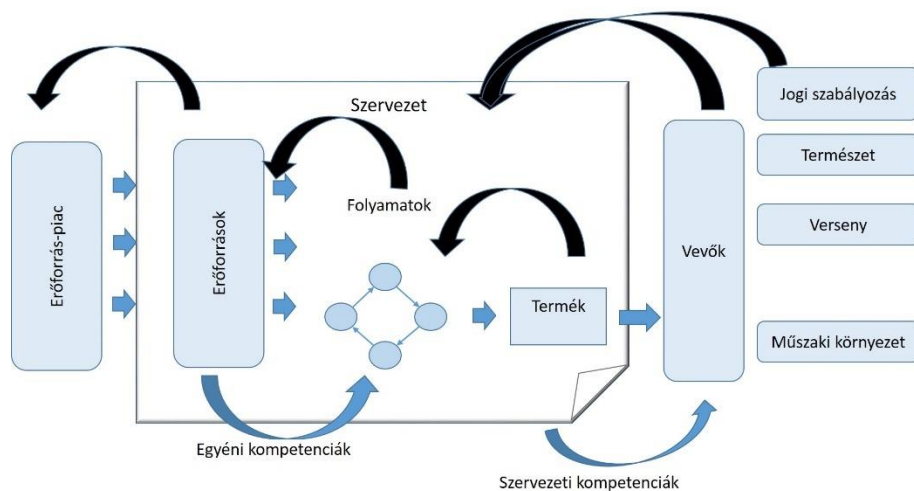 Szervezet
Jogi szabályozás
Természet
Verseny
Műszaki környezet
Erőforrás-piac
Erőforrások
Folyamatok
Termék
Vevők
Egyéni kompetenciák
Szervezeti kompetenciák